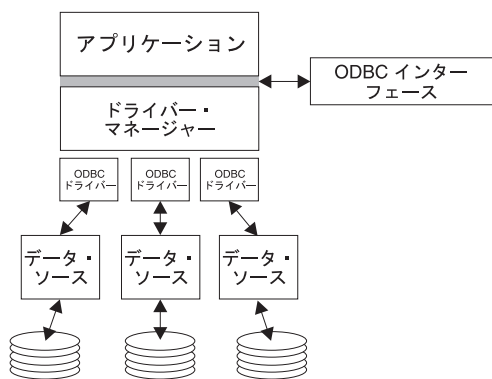 アプリケーション
ODBC インター
フェース
ドライバー・
マネージャー
ODBC
ドライバー
ODBC
ドライバー
ODBC
ドライバー
データ・
ソース
データ・
ソース
データ・
ソース